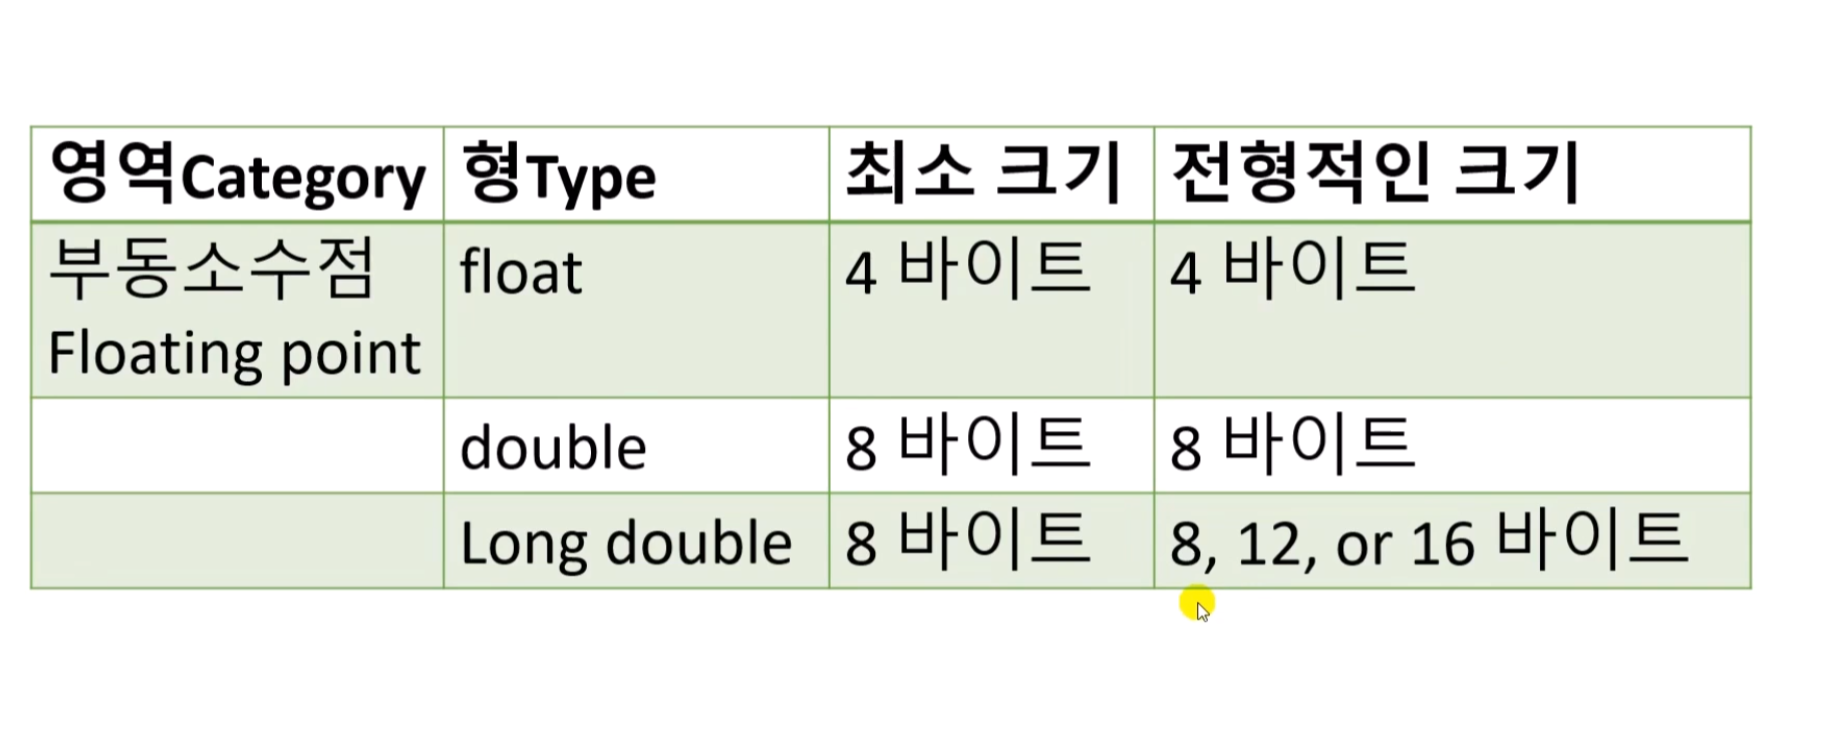 영역Category 형Type 최소 크기 전형적인 크기
부동소수점 float 4 바이트 4 바이트
Floating point
double 8 바이트 8 바이트
Long double 8 바이트 8, 12, or 16 바이트